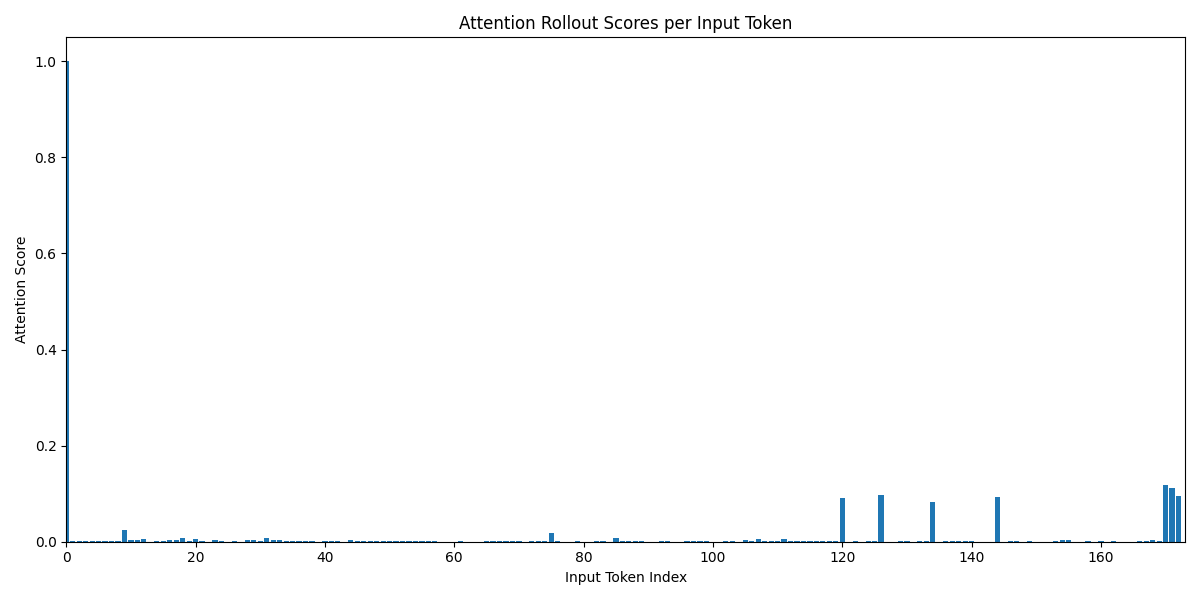 Attention Rollout Scores per Input Token
1.0
0.8
0.6
0.4
0.2
0.0
Attention Score
0 20 40 60 80 100 120 140 160
Input Token Index